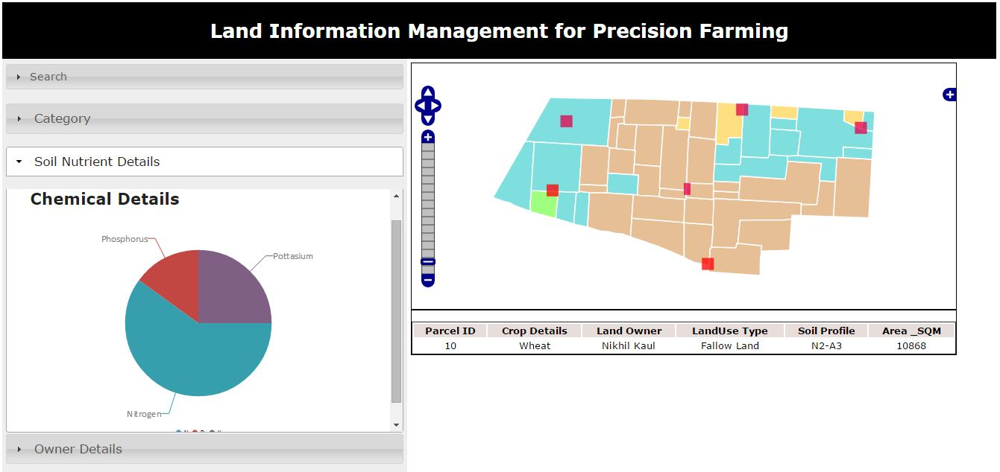 Land Information Management for Precision Farming
Search
Category
Soil Nutrient Details
Chemical Details
Phosphorus
Pottasium
Nitrogen
Owner Details
Parcel ID Crop Details Land Owner LandUse Type Soil Profile Area _SQM
10 Wheat Nikhil Kaul Fallow Land N2-A3 10868